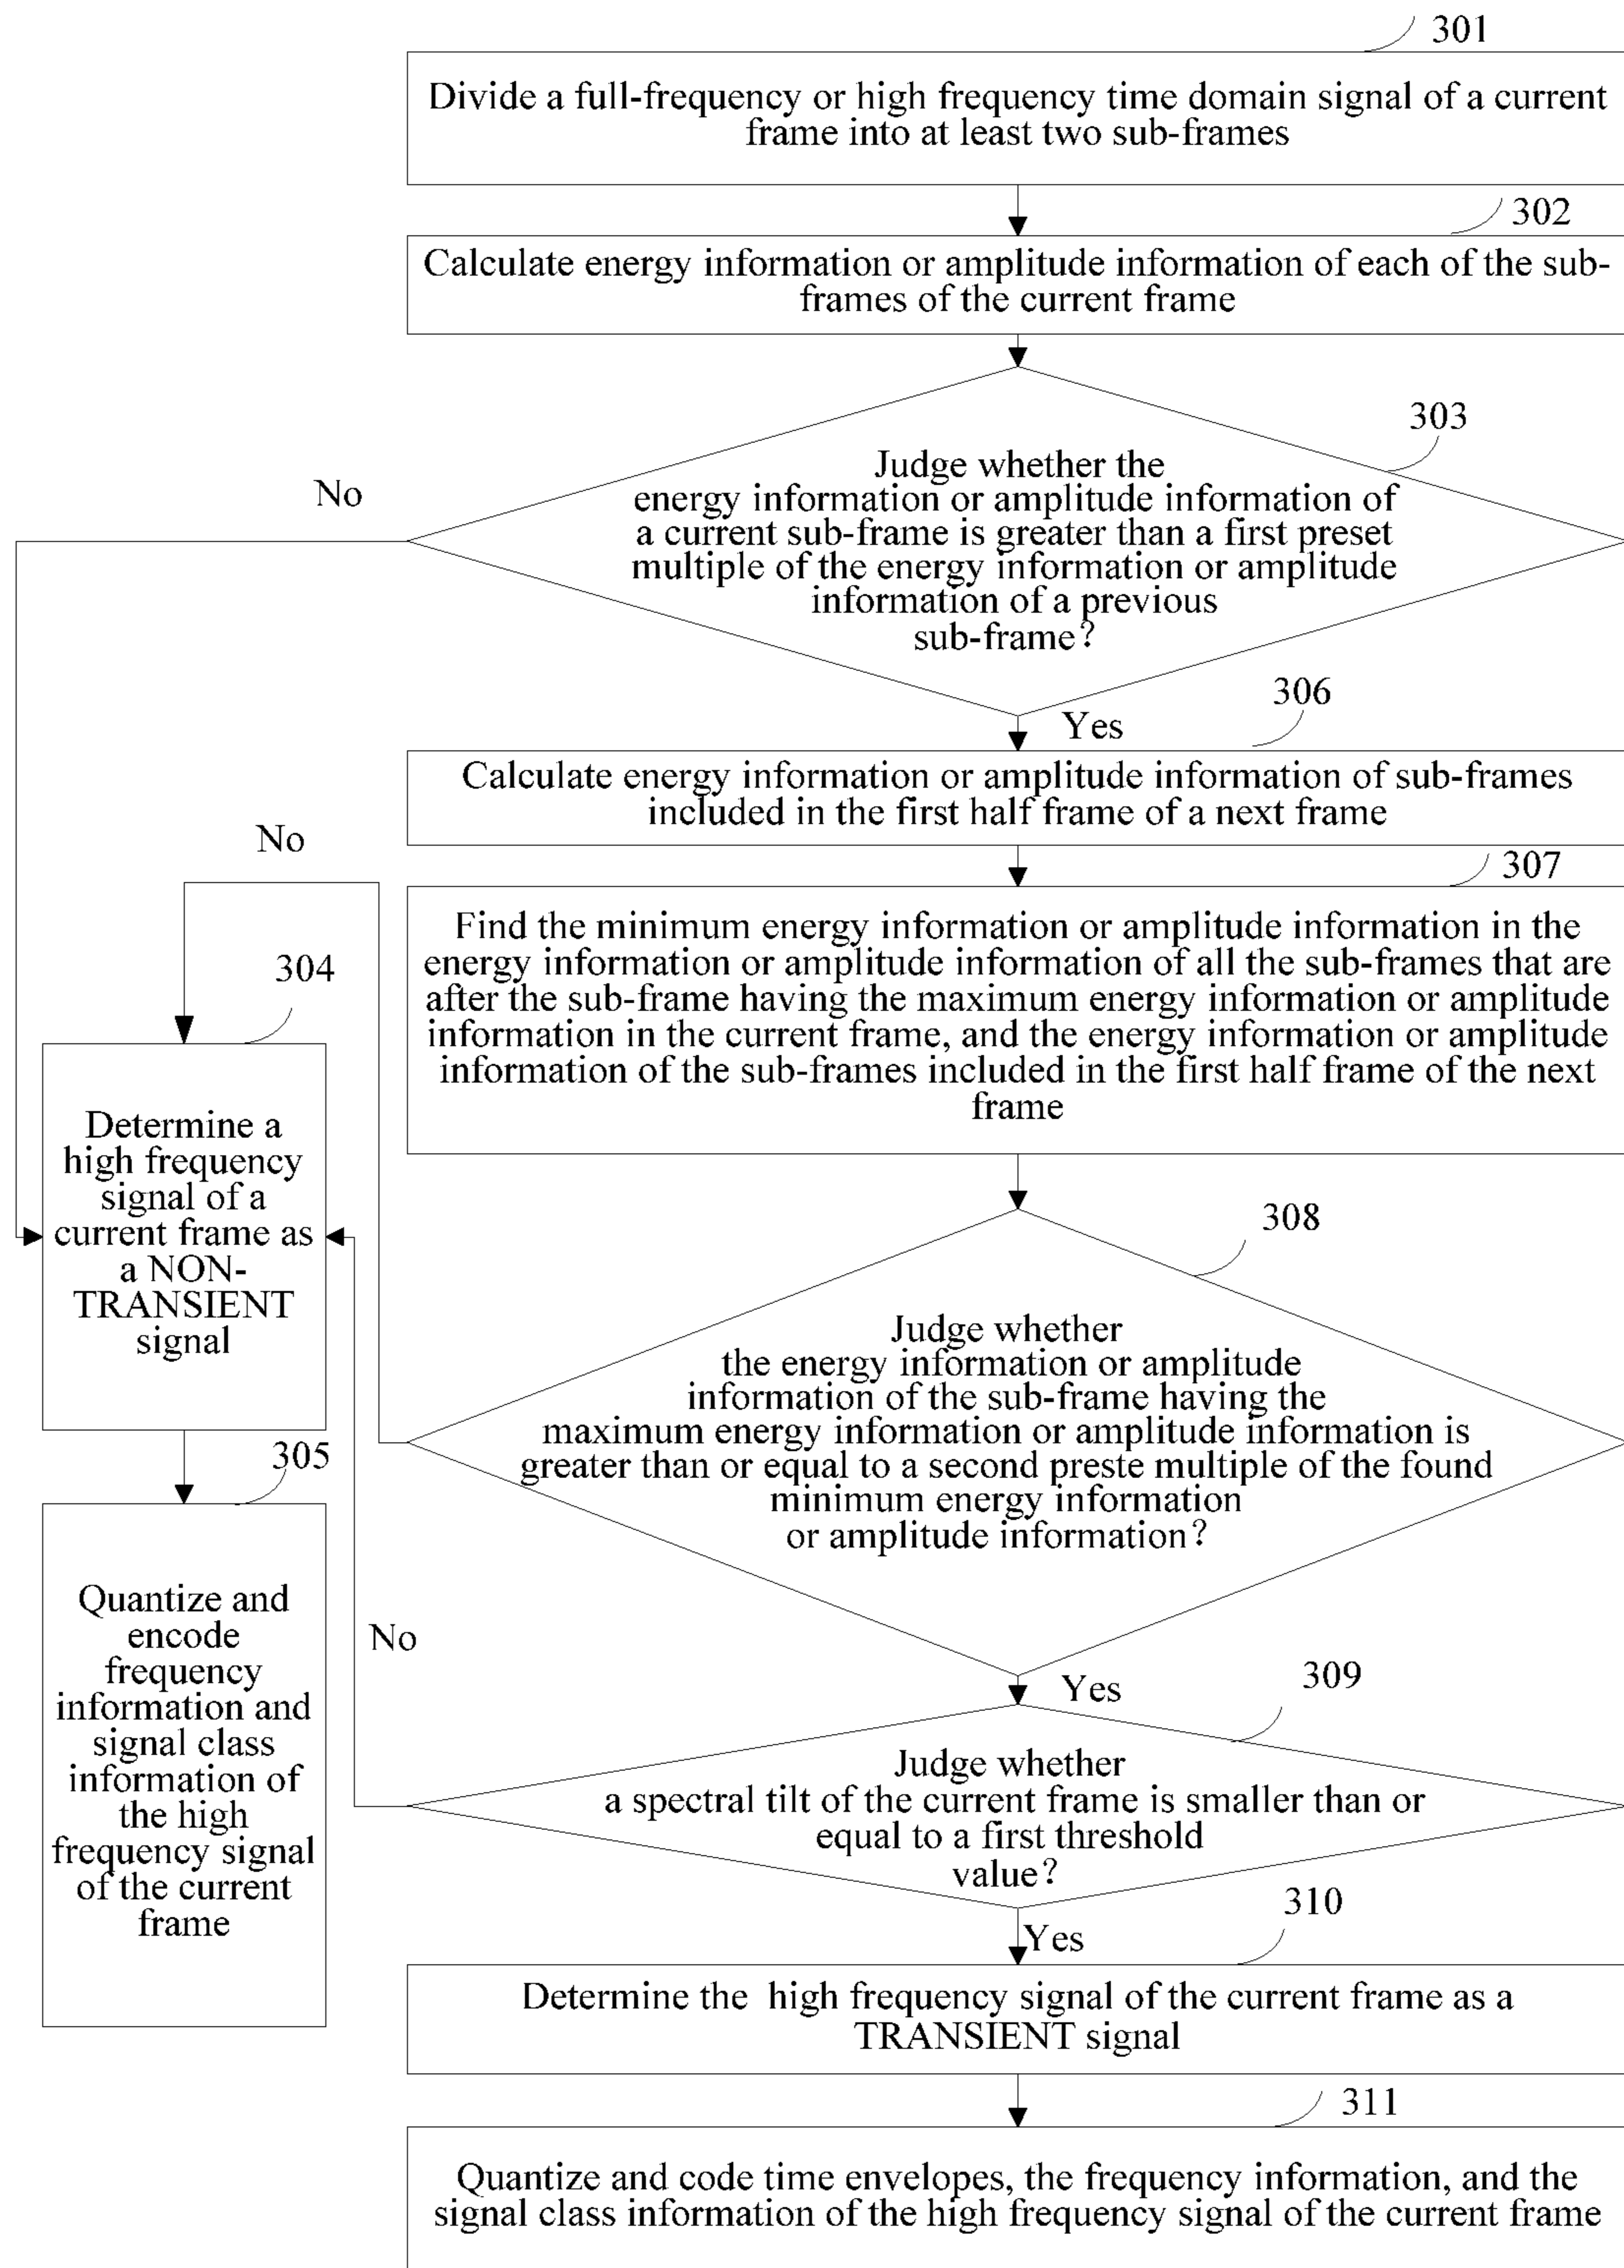 301
Divide a full-frequency or high frequency time domain signal of a current
frame into at least two sub-frames
302
Calculate energy information or amplitude information of each of the sub-
frames of the current frame
303
Judge whether the
energy information or amplitude information of
a current sub-frame is greater than a first preset
multiple of the energy information or amplitude
information of a previous
sub-frame?
No
Yes
306
Calculate energy information or amplitude information of sub-frames
included in the first half frame of a next frame
No
307
Find the minimum energy information or amplitude information in the
energy information or amplitude information of all the sub-frames that are
after the sub-frame having the maximum energy information or amplitude
information in the current frame, and the energy information or amplitude
information of the sub-frames included in the first half frame of the next
frame
304
Determine a
high frequency
signal of a
current frame as
a NON-
TRANSIENT
signal
308
Judge whether
the energy information or amplitude
information of the sub-frame having the
maximum energy information or amplitude information is
greater than or equal to a second preste multiple of the found
minimum energy information
or amplitude information?
305
Quantize and
encode
frequency
information and
signal class
information of
the high
frequency signal
of the current
frame
No
Yes
309
Judge whether
a spectral tilt of the current frame is smaller than or
equal to a first threshold
value?
Yes
310
Determine the high frequency signal of the current frame as a
TRANSIENT signal
311
Quantize and code time envelopes, the frequency information, and the
signal class information of the high frequency signal of the current frame